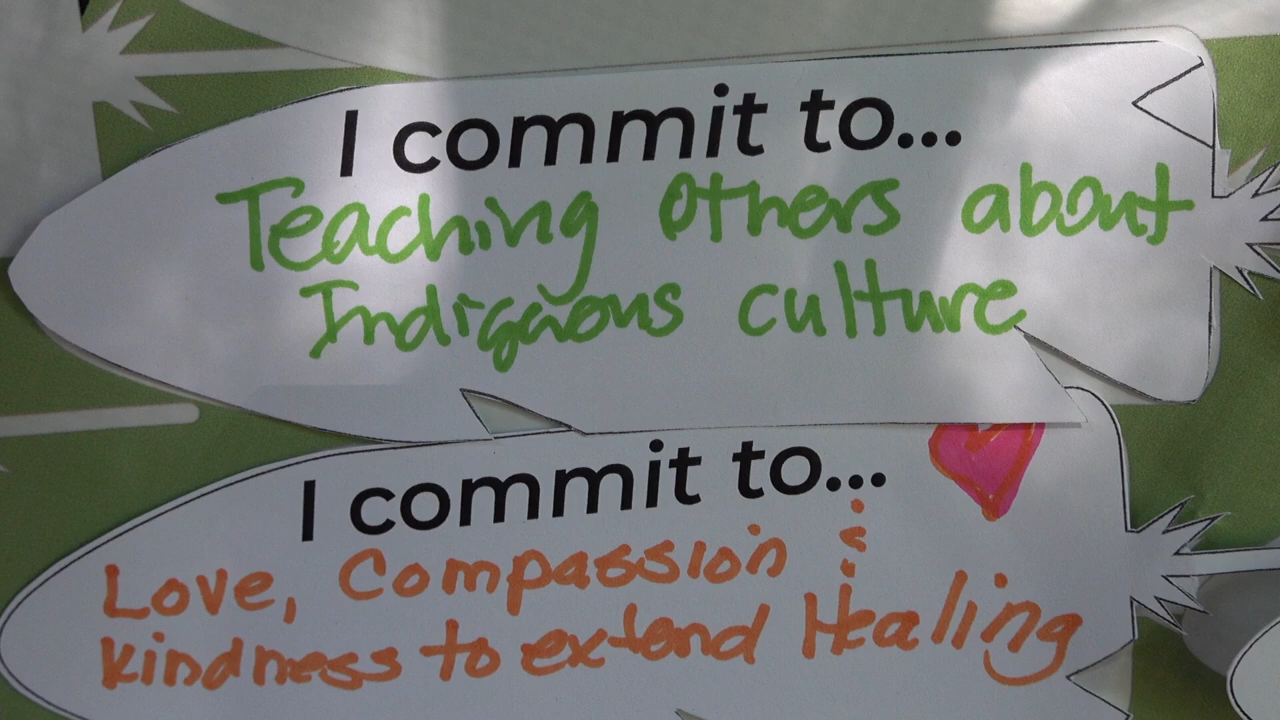 I commit to...
Teaching others about
Indigenous culture
I commit to...
Love, Compassion &
kindness to extend Healing